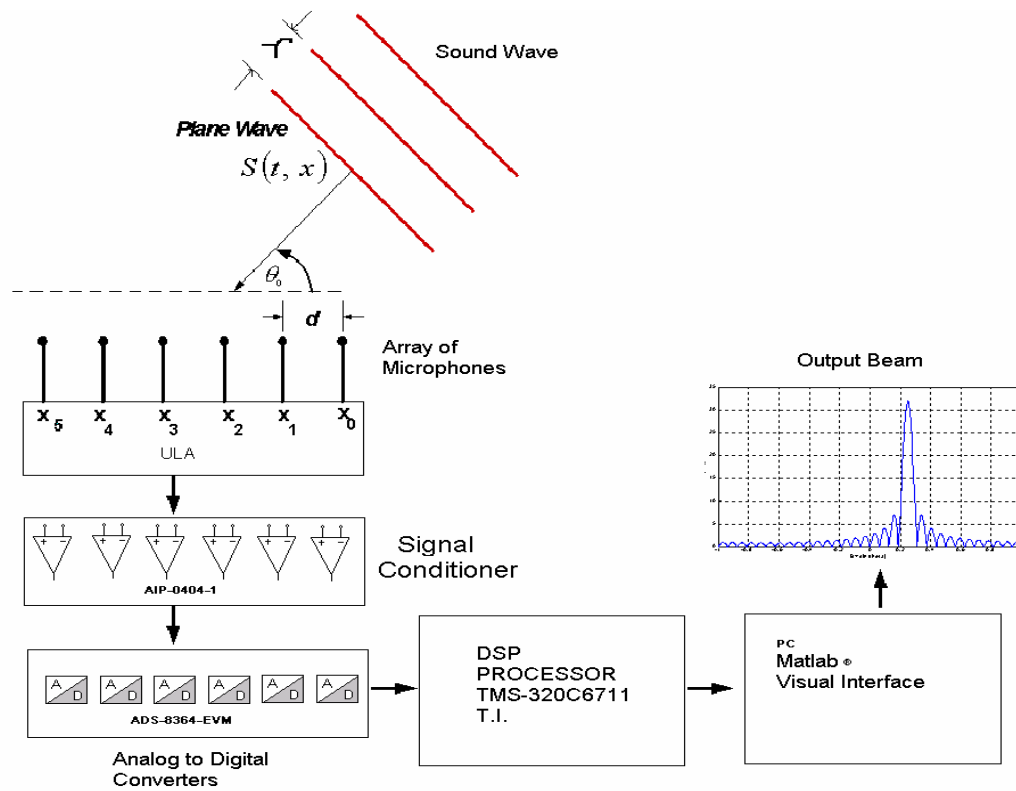 Sound Wave
Plane Wave
S(t, x)
θ₀
d
Array of
Microphones
x₅ x₄ x₃ x₂ x₁ x₀
ULA
+ − + − + − + − + − + −
AIP-0404-1
Signal
Conditioner
A D A D A D A D A D A D
ADS-8364-EVM
Analog to Digital
Converters
DSP
PROCESSOR
TMS-320C6711
T.I.
PC
Matlab ®
Visual Interface
Output Beam